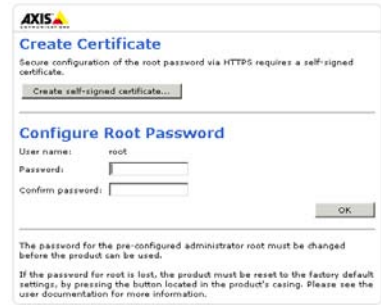 AXIS
COMMUNICATIONS
Create Certificate
Secure configuration of the root password via HTTPS requires a self-signed
certificate.
Create self-signed certificate...
Configure Root Password
User name: root
Password:
Confirm password:
OK
The password for the pre-configured administrator root must be changed
before the product can be used.
If the password for root is lost, the product must be reset to the factory default
settings, by pressing the button located in the product's casing. Please see the
user documentation for more information.